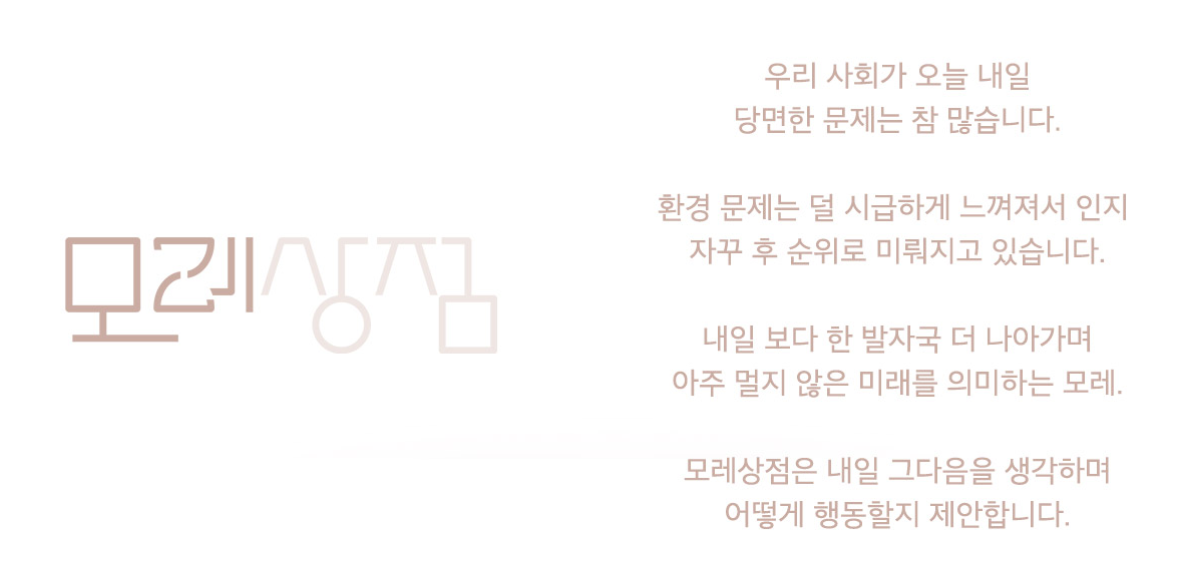 모레상점
우리 사회가 오늘 내일
당면한 문제는 참 많습니다.
환경 문제는 덜 시급하게 느껴져서 인지
자꾸 후 순위로 미뤄지고 있습니다.
내일 보다 한 발자국 더 나아가며
아주 멀지 않은 미래를 의미하는 모레.
모레상점은 내일 그다음을 생각하며
어떻게 행동할지 제안합니다.